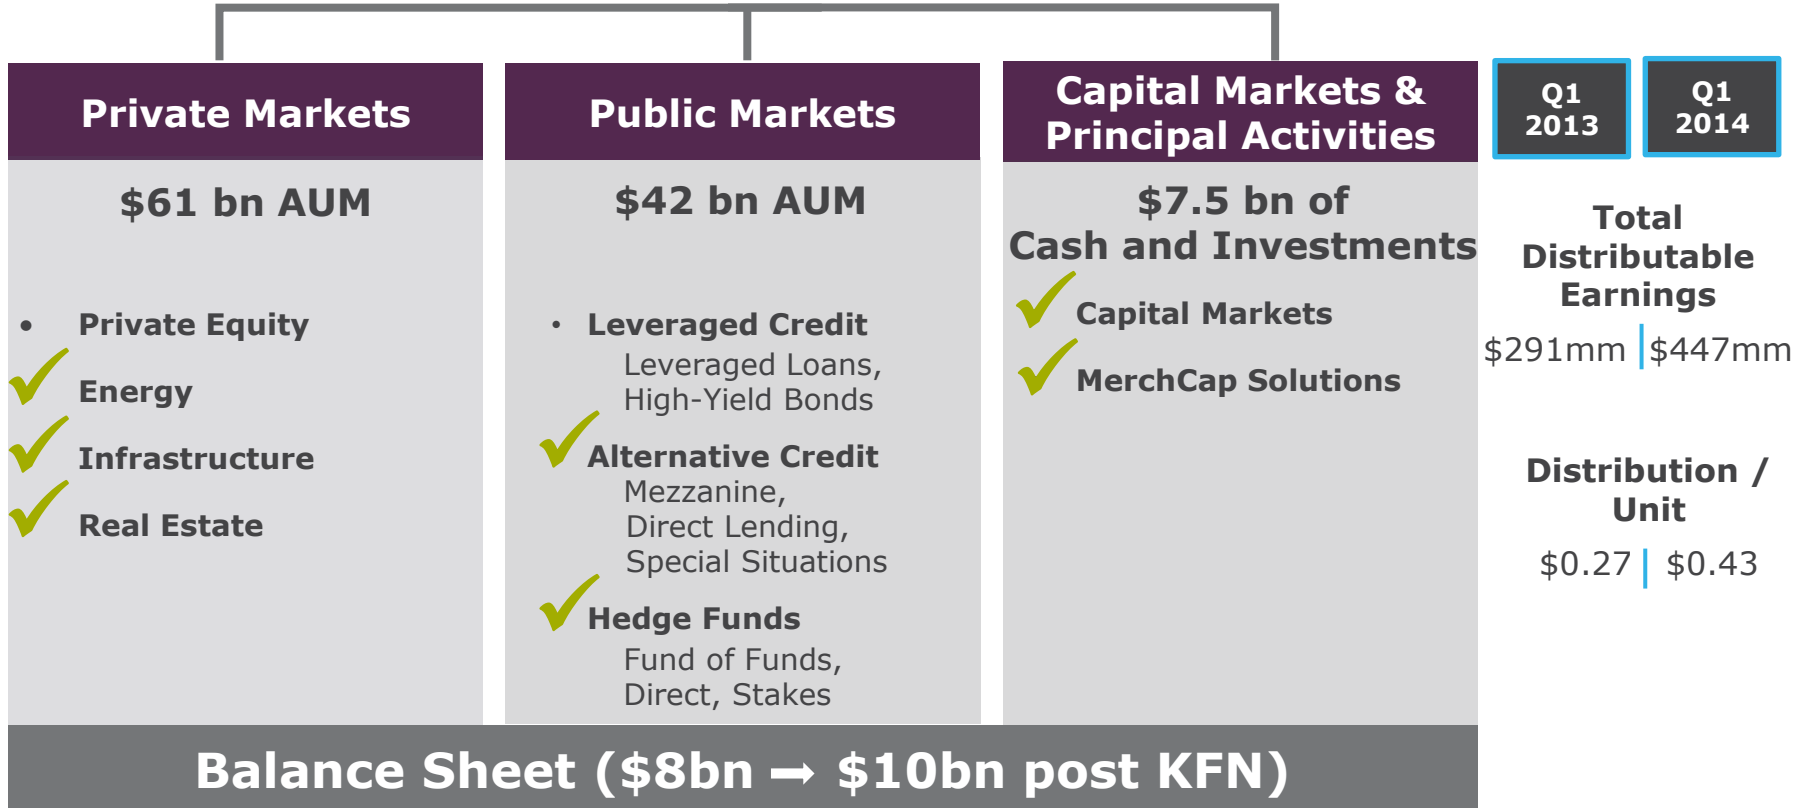 Private Markets
$61 bn AUM
• Private Equity
Energy
Infrastructure
Real Estate
Public Markets
$42 bn AUM
• Leveraged Credit
Leveraged Loans,
High-Yield Bonds
Alternative Credit
Mezzanine,
Direct Lending,
Special Situations
Hedge Funds
Fund of Funds,
Direct, Stakes
Capital Markets &
Principal Activities
$7.5 bn of
Cash and Investments
Capital Markets
MerchCap Solutions
Q1
2013
Q1
2014
Total
Distributable
Earnings
$291mm | $447mm
Distribution /
Unit
$0.27 | $0.43
Balance Sheet ($8bn ➞ $10bn post KFN)